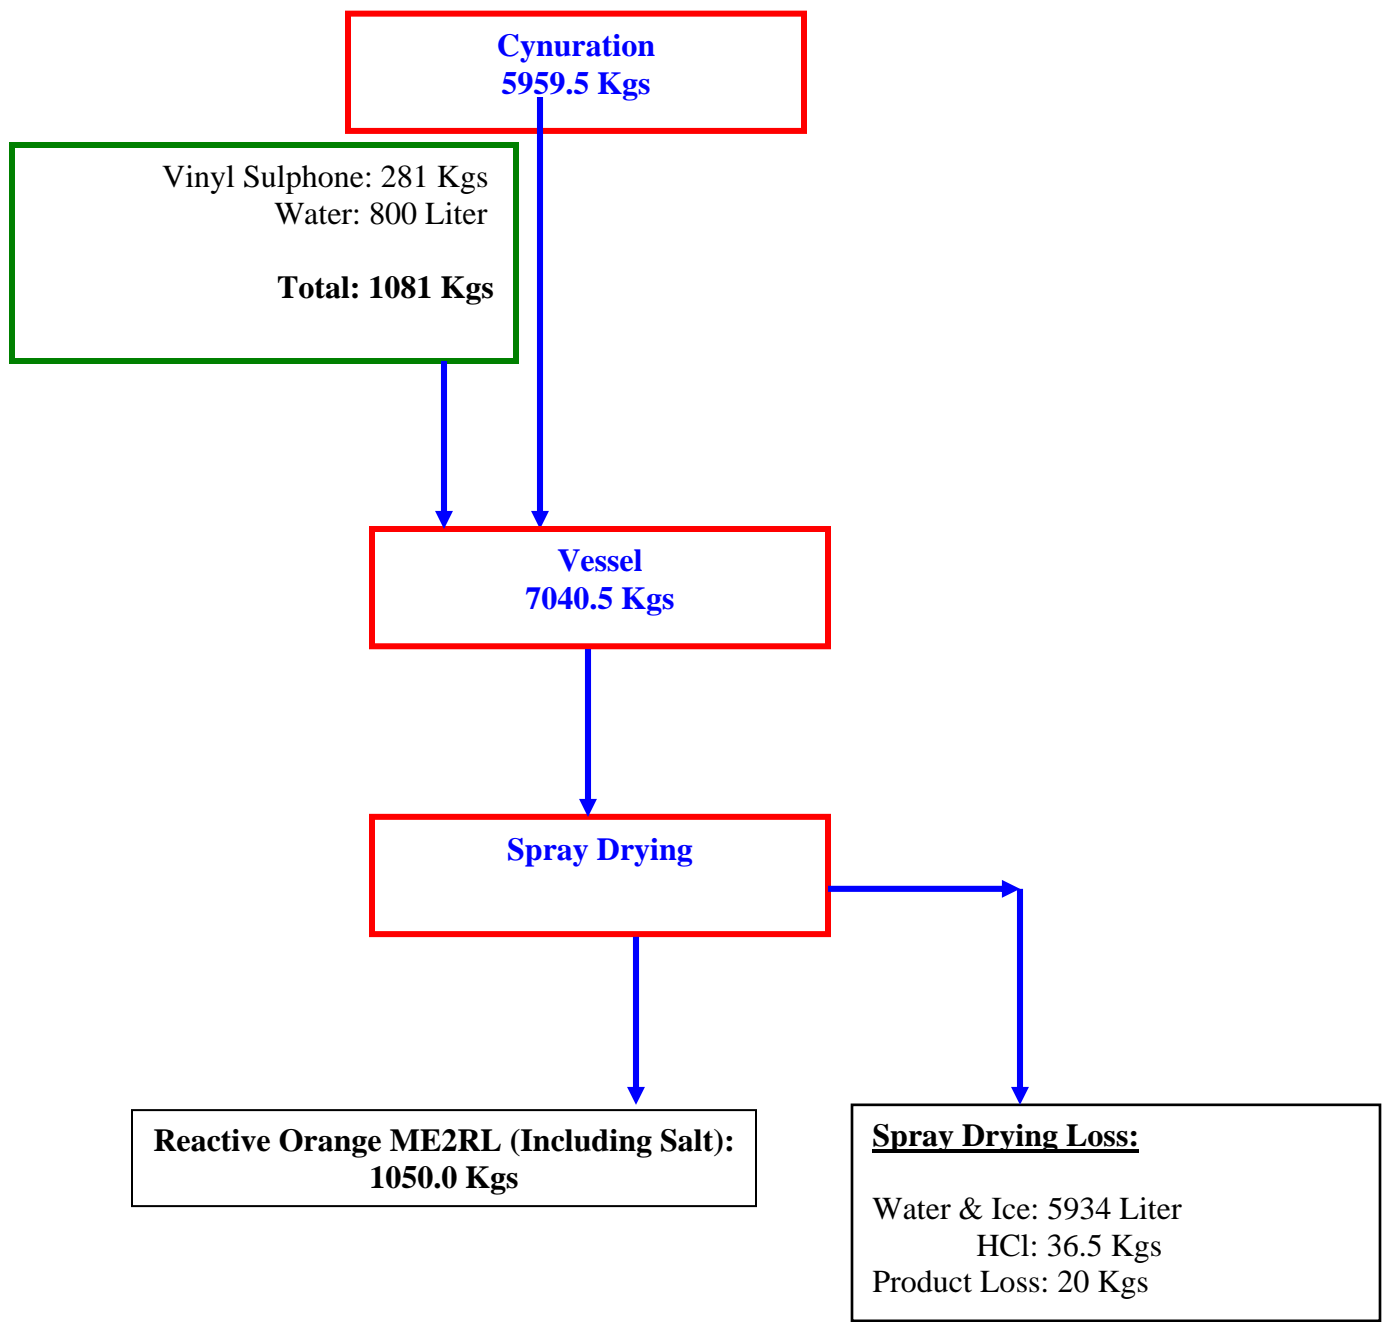 Cynuration
5959.5 Kgs
Vinyl Sulphone: 281 Kgs
Water: 800 Liter
Total: 1081 Kgs
Vessel
7040.5 Kgs
Spray Drying
Reactive Orange ME2RL (Including Salt):
1050.0 Kgs
Spray Drying Loss:
Water & Ice: 5934 Liter
HCl: 36.5 Kgs
Product Loss: 20 Kgs